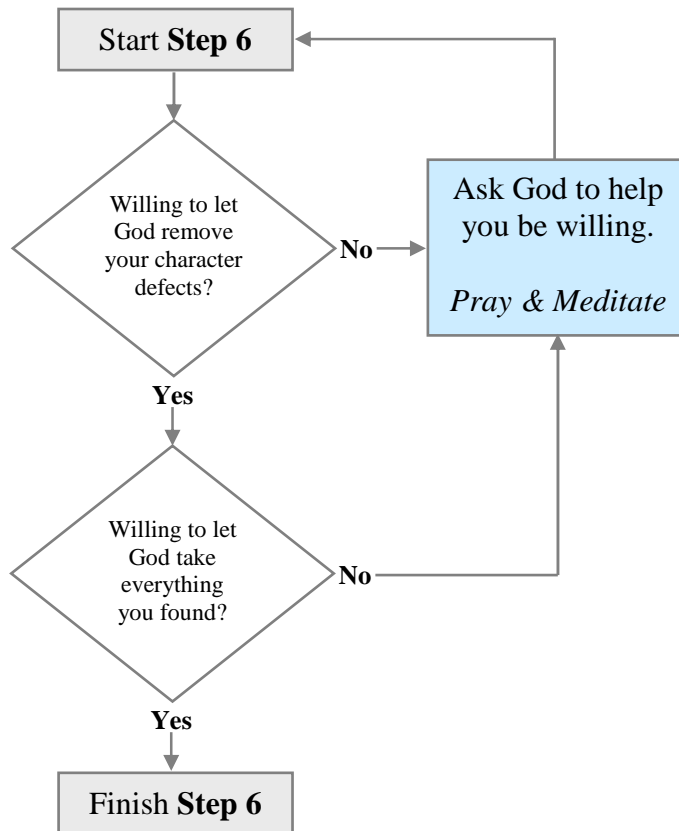 Start Step 6
Willing to let
God remove
your character
defects?
No
Ask God to help
you be willing.
Pray & Meditate
Yes
Willing to let
God take
everything
you found?
No
Yes
Finish Step 6